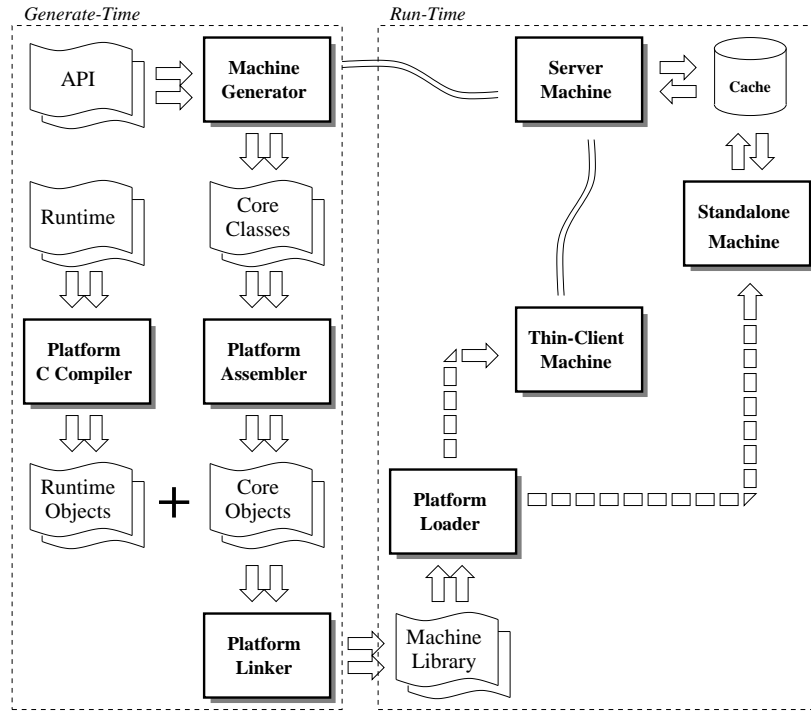 Generate-Time
Run-Time
API
Machine
Generator
Server
Machine
Cache
Runtime
Core
Classes
Standalone
Machine
Platform
C Compiler
Platform
Assembler
Thin-Client
Machine
Runtime
Objects
+
Core
Objects
Platform
Loader
Platform
Linker
Machine
Library